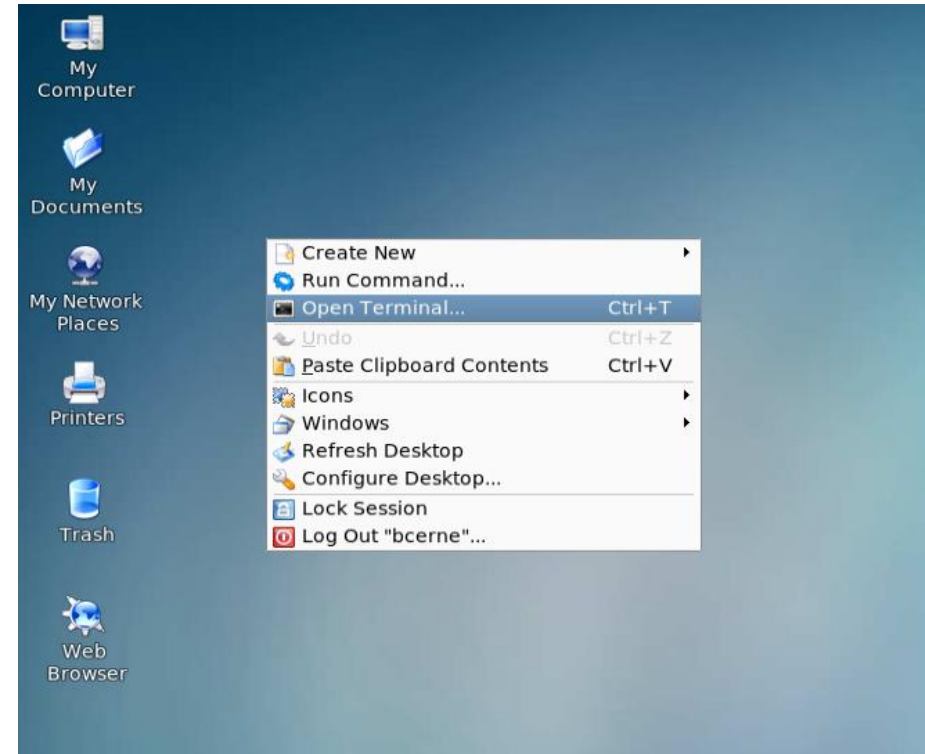 My
Computer
My
Documents
My Network
Places
Printers
Trash
Web
Browser
Create New
Run Command...
Open Terminal... Ctrl+T
Undo Ctrl+Z
Paste Clipboard Contents Ctrl+V
Icons
Windows
Refresh Desktop
Configure Desktop...
Lock Session
Log Out "bcerne"...